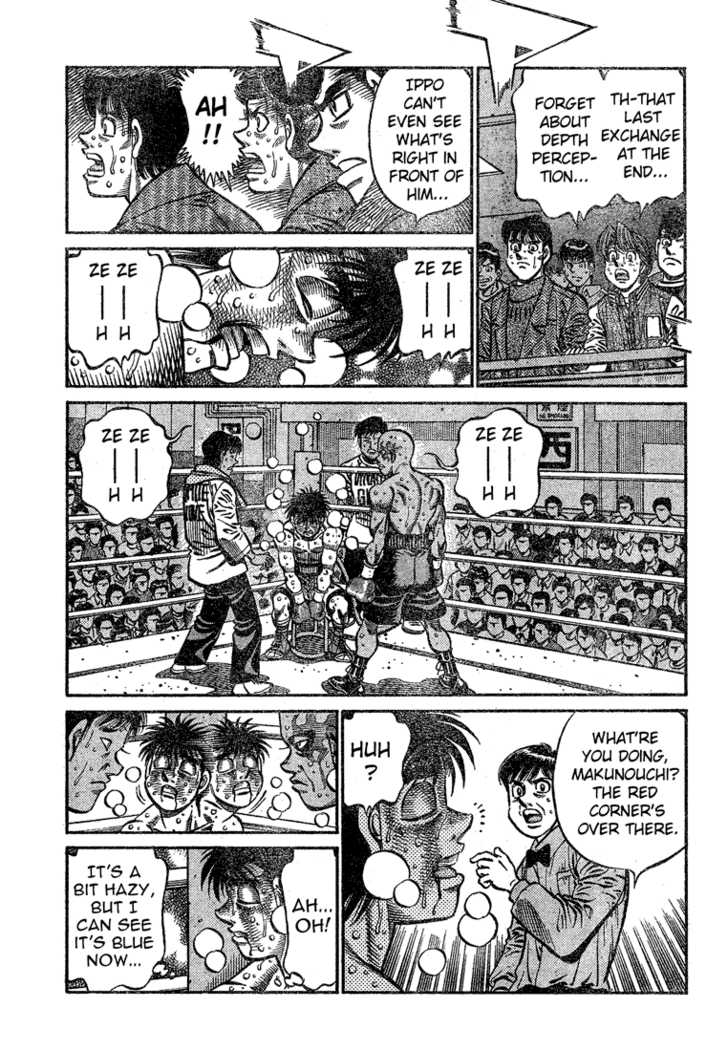 TH-THAT
LAST
EXCHANGE
AT THE
END...
FORGET
ABOUT
DEPTH
PERCEP-
TION...
IPPO
CAN'T
EVEN SEE
WHAT'S
RIGHT IN
FRONT OF
HIM...
AH
!!
ZE ZE
| |
H H
ZE ZE
| |
H H
ZE ZE
| |
H H
ZE ZE
| |
H H
西
WHAT'RE
YOU DOING,
MAKUNOUCHI?
THE RED
CORNER'S
OVER THERE.
HUH
?
AH...
OH!
IT'S A
BIT HAZY,
BUT I
CAN SEE
IT'S BLUE
NOW...